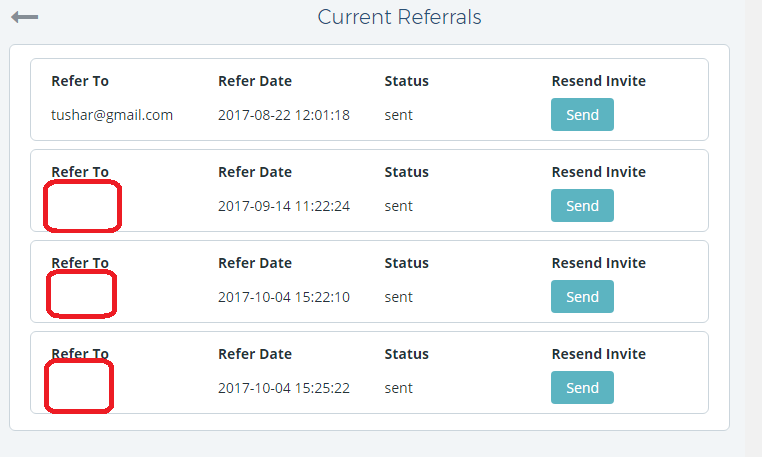 Current Referrals
Refer To Refer Date Status Resend Invite
tushar@gmail.com 2017-08-22 12:01:18 sent Send
Refer To Refer Date Status Resend Invite
2017-09-14 11:22:24 sent Send
Refer To Refer Date Status Resend Invite
2017-10-04 15:22:10 sent Send
Refer To Refer Date Status Resend Invite
2017-10-04 15:25:22 sent Send